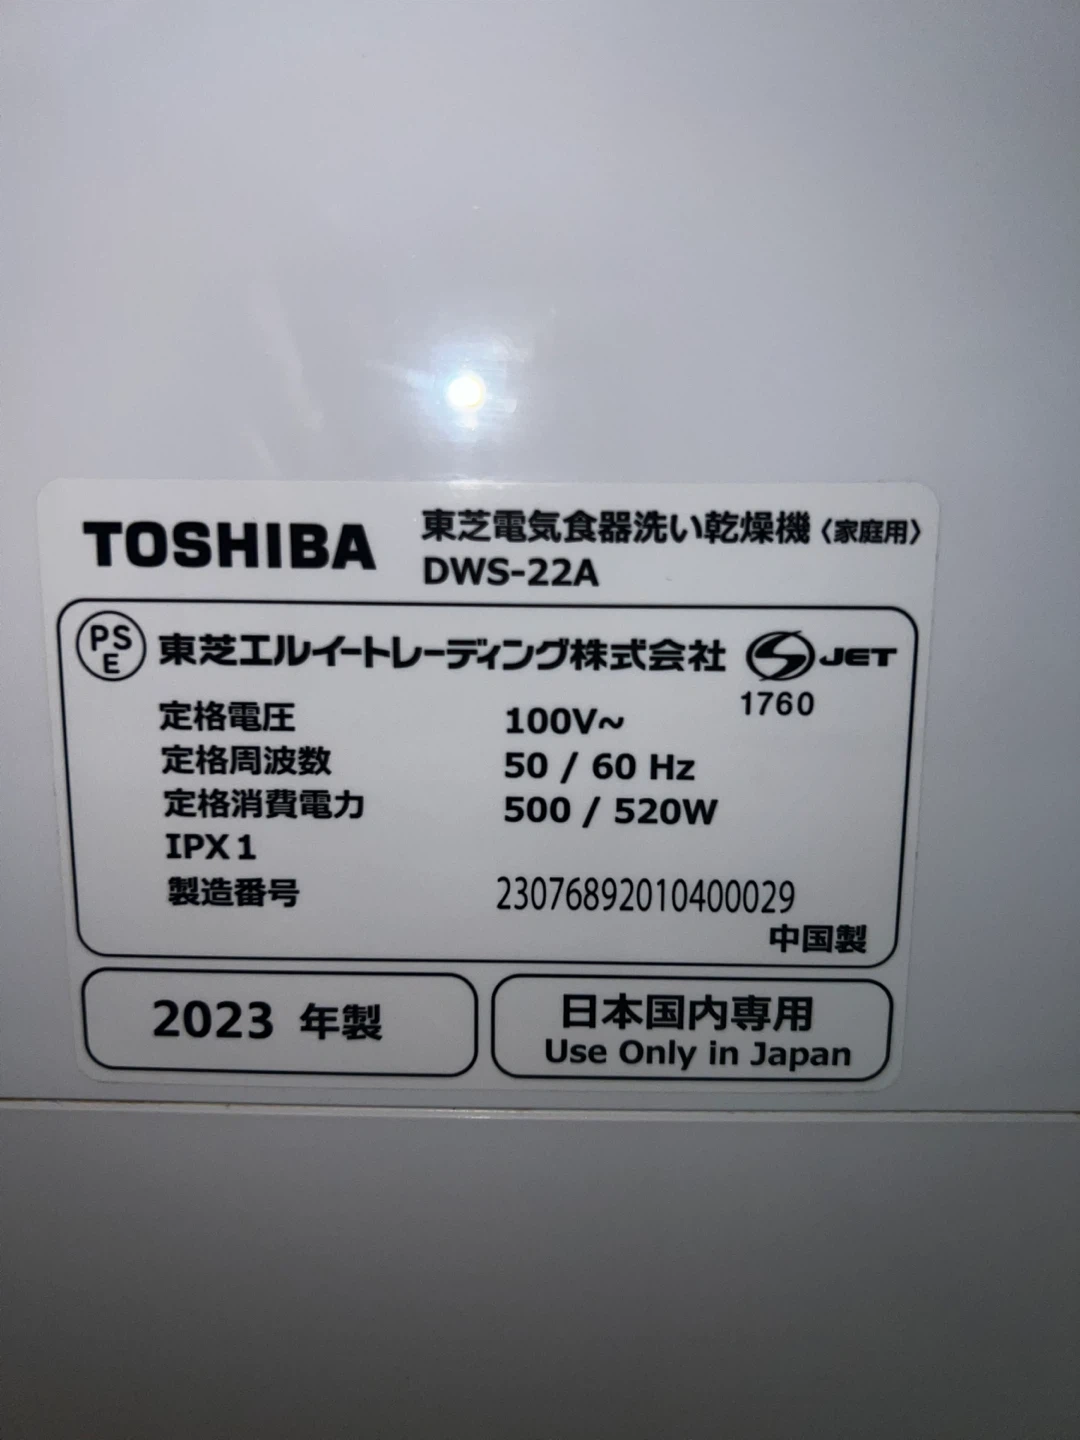 TOSHIBA 東芝電気食器洗い乾燥機〈家庭用〉
DWS-22A
PS E 東芝エルイートレーディング株式会社 S JET
1760
定格電圧 100V~
定格周波数 50 / 60 Hz
定格消費電力 500 / 520W
IPX1
製造番号 23076892010400029
中国製
2023 年製
日本国内専用
Use Only in Japan